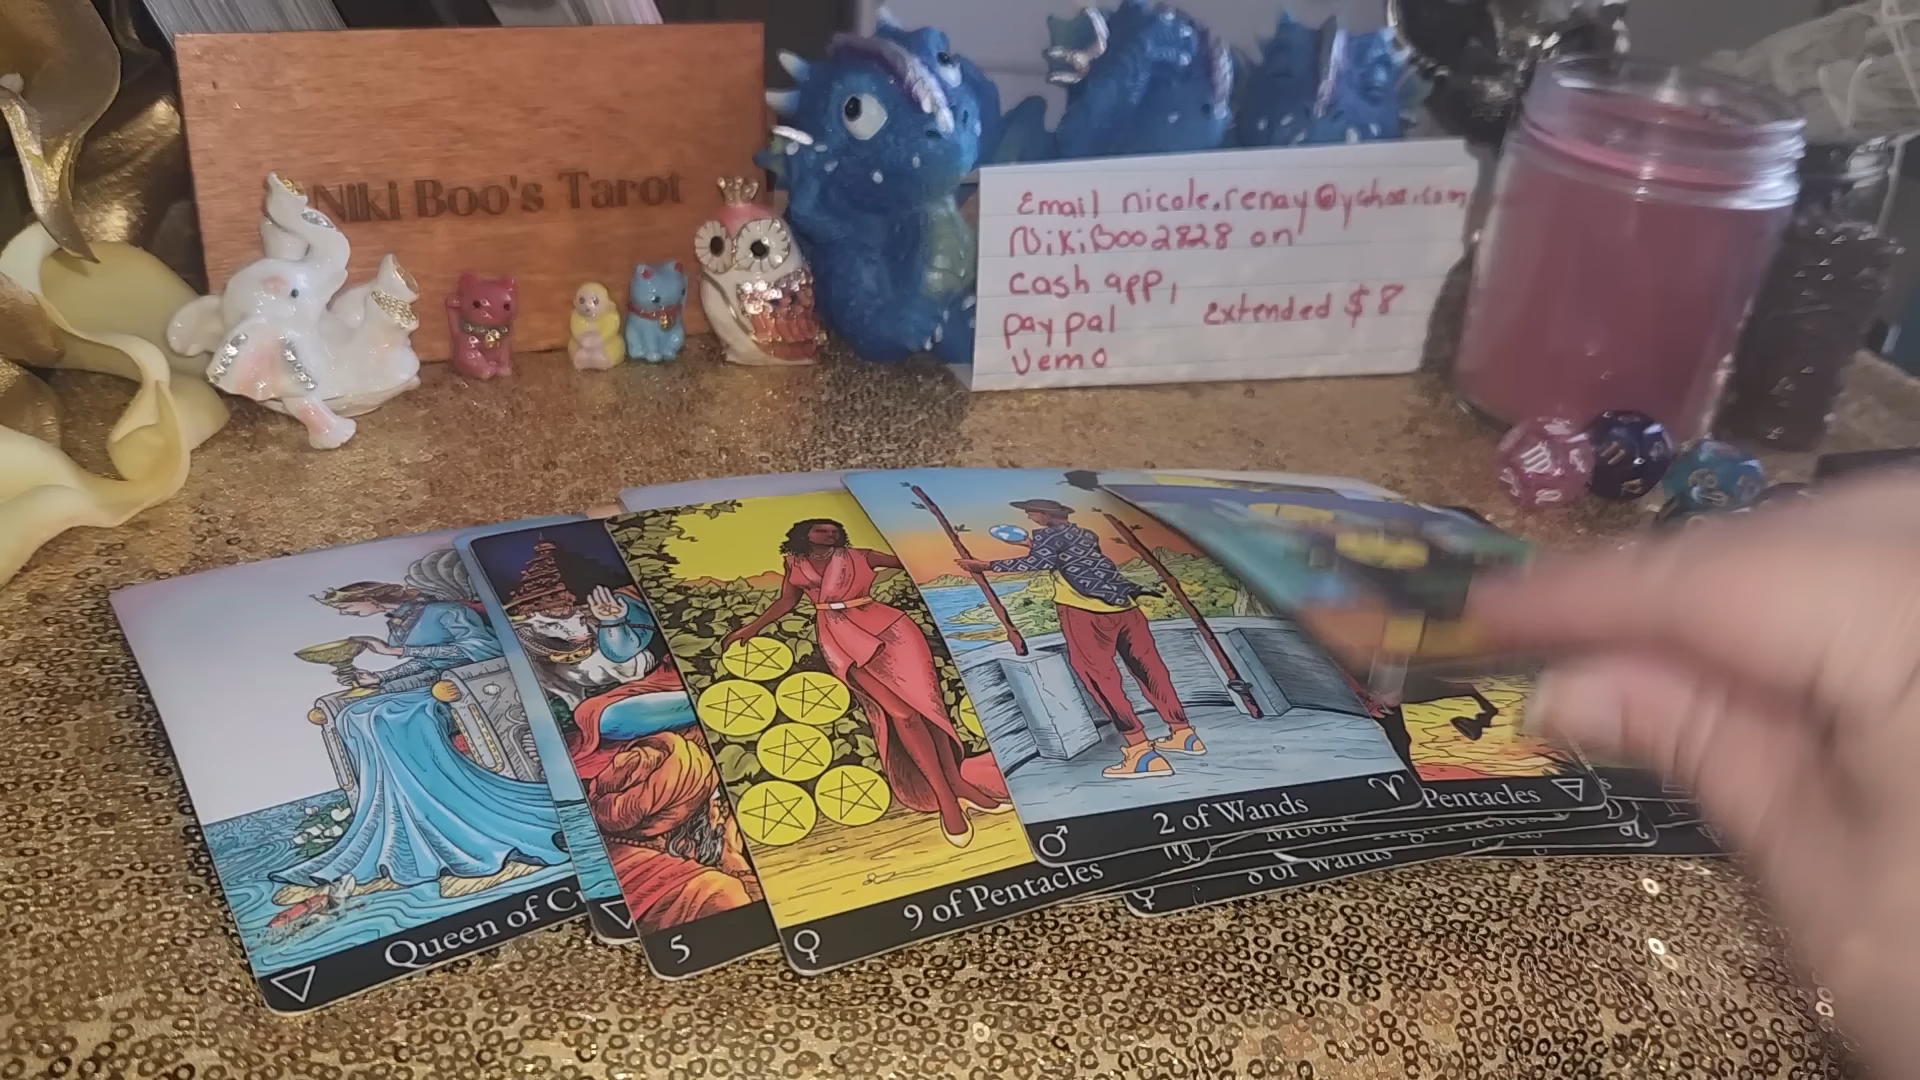 Niki Boo's Tarot
Email nicole.renay@yahoo.com
NikiBoo2828 on
Cash app,
paypal
vemo
extended $8
Queen of C
5
9 of Pentacles
2 of Wands
Pentacles
Moon
8 of Wands